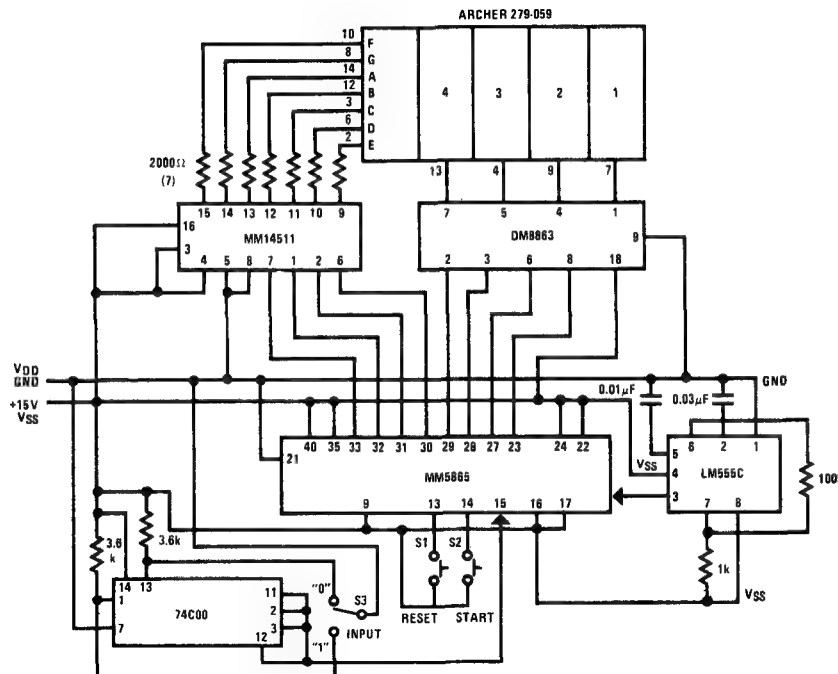 ARCHER 279-059
10 F
8 G
14 A
12 B
3 C
6 D
2 E
4 3 2 1
2000Ω
(7)
13 4 9 7
15 14 13 12 11 10 9
7 5 4 1
16
MM14511
DM8863
9
3
4 5 8 7 1 2 6
2 3 6 8 18
VDD
GND
0.01µF
0.03µF
GND
+15V
VSS
40 35 33 32 31 30 29 28 27 23 24 22
6 2 1
21
MM5865
VSS
5
4
3
LM555C
100
9 13 14 15 16 17
7 8
3.6
k
3.6k
S1 S2
1k
VSS
14 13
1
74C00
11
2
3
7
12
"0"
S3
"1"
INPUT
RESET START